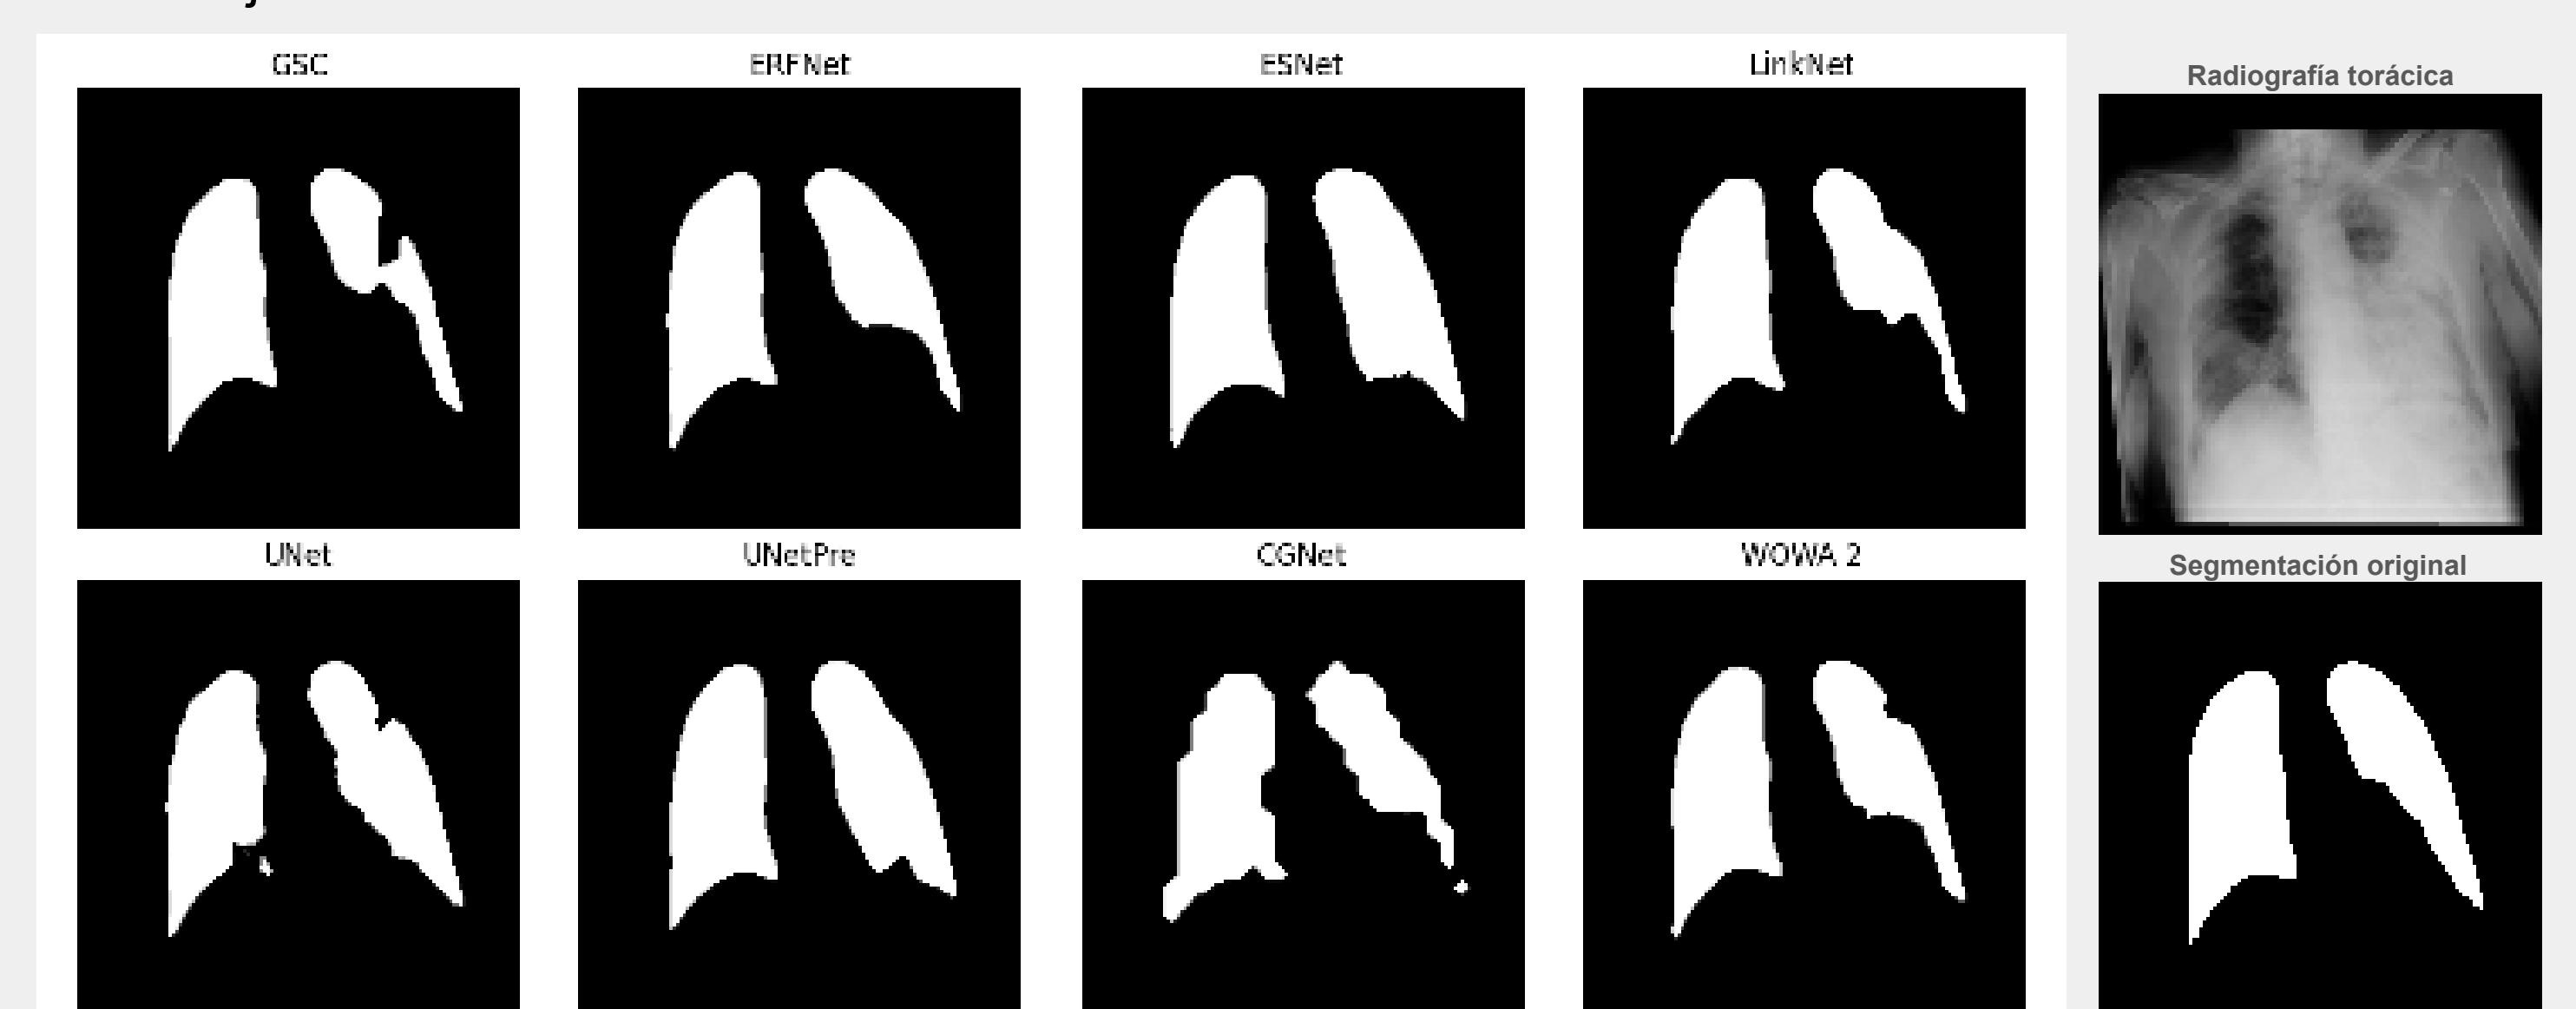 GSC
ERFNet
ESNet
LinkNet
Radiografía torácica
UNet
UNetPre
CGNet
WOWA 2
Segmentación original